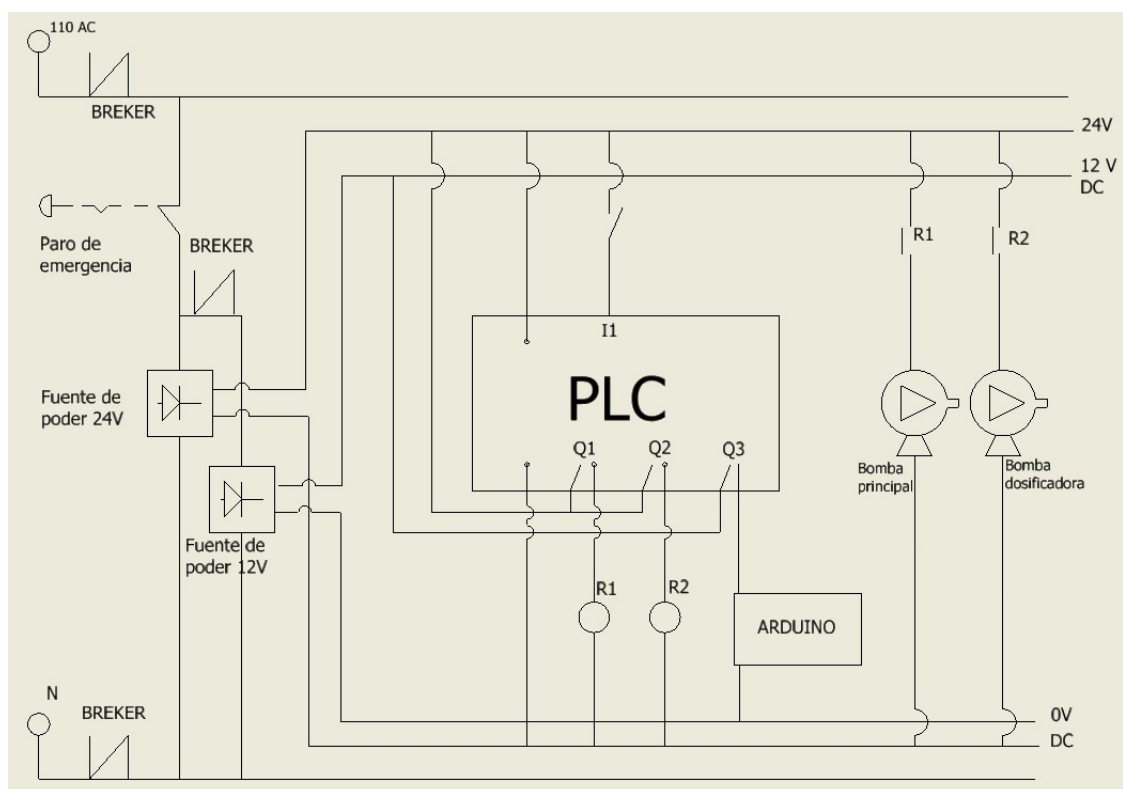 110 AC
BREKER
24V
12 V
DC
Paro de
emergencia
BREKER
R1
R2
I1
PLC
Fuente de
poder 24V
Q1
Q2
Q3
Bomba
principal
Bomba
dosificadora
Fuente de
poder 12V
R1
R2
ARDUINO
N
BREKER
0V
DC